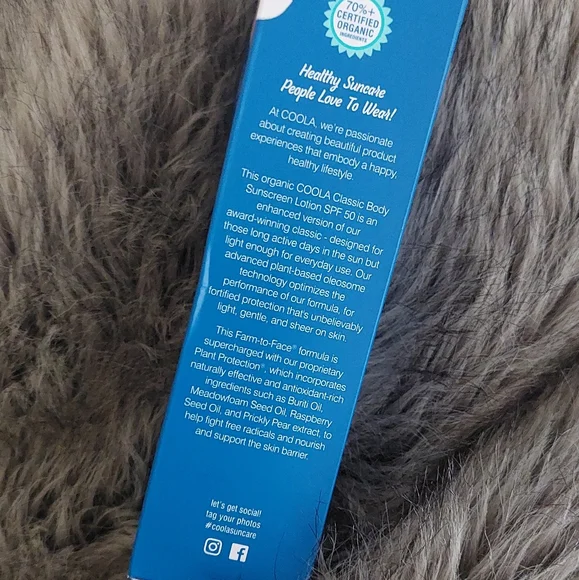 70%+
CERTIFIED
ORGANIC
INGREDIENTS
Healthy Suncare
People Love To Wear!
At COOLA, we're passionate
about creating beautiful product
experiences that embody a happy,
healthy lifestyle.
This organic COOLA Classic Body
Sunscreen Lotion SPF 50 is an
enhanced version of our
award-winning classic - designed for
those long active days in the sun but
light enough for everyday use. Our
advanced plant-based oleosome
technology optimizes the
performance of our formula, for
fortified protection that's unbelievably
light, gentle, and sheer on skin.
This Farm-to-Face® formula is
supercharged with our proprietary
Plant Protection®, which incorporates
naturally effective and antioxidant-rich
ingredients such as Buriti Oil,
Meadowfoam Seed Oil, Raspberry
Seed Oil, and Prickly Pear extract, to
help fight free radicals and nourish
and support the skin barrier.
let's get social!
tag your photos
#coolasuncare